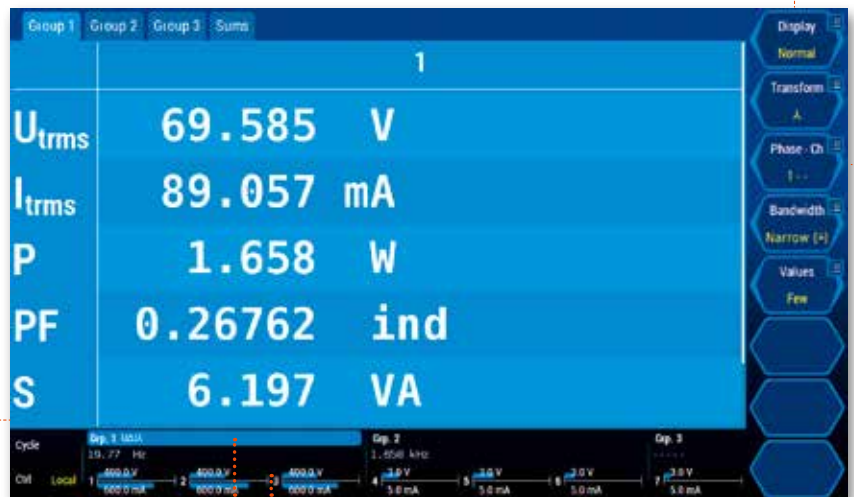 Group 1 Group 2 Group 3 Sums
1
Utrms 69.585 V
Itrms 89.057 mA
P 1.658 W
PF 0.26762 ind
S 6.197 VA
Display
Normal
Transform
Phase - Ch
1 - -
Bandwidth
Narrow
Values
Few
Cycle Grp. 1 Grp. 2 Grp. 3
19.77 Hz 1.658 kHz -----
Ctrl Local 1 400.0 V 2 400.0 V 3 400.0 V 4 3.0 V 5 3.0 V 6 3.0 V 7 3.0 V
600.0 mA 600.0 mA 600.0 mA 5.0 mA 5.0 mA 5.0 mA 5.0 mA